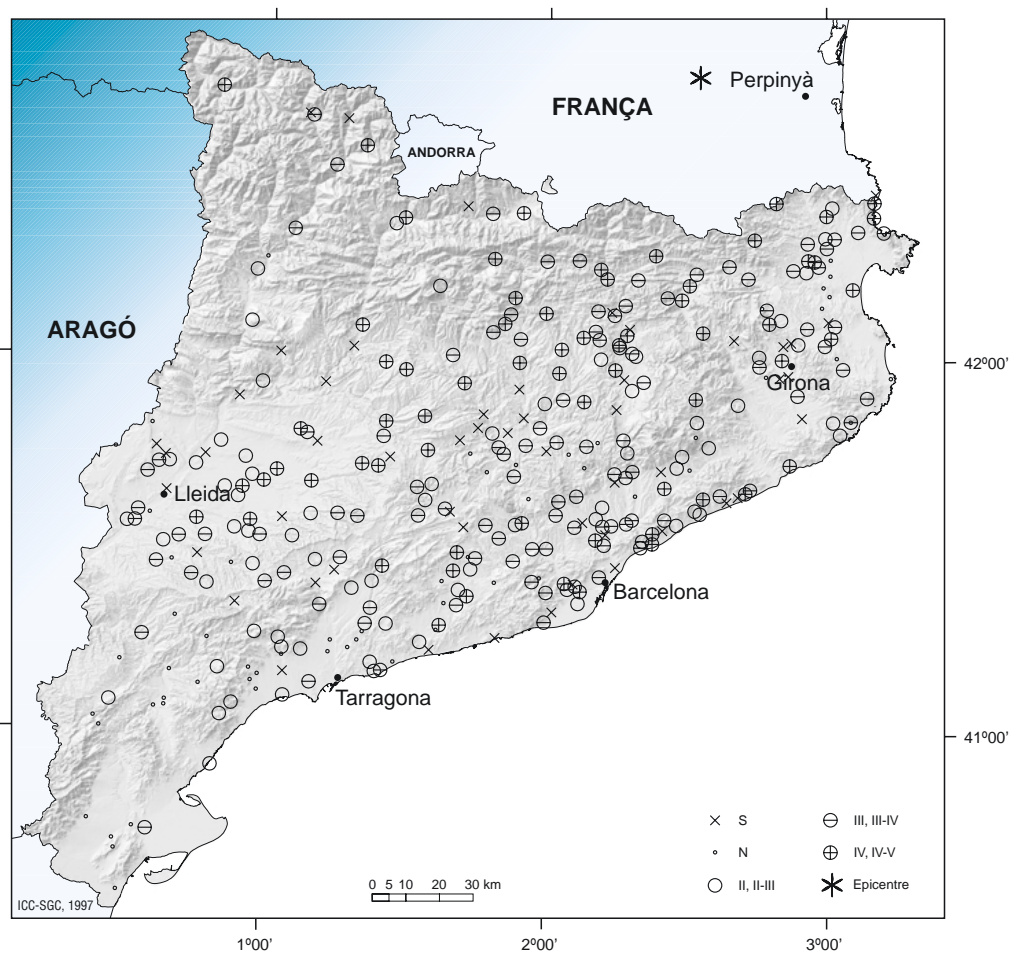 Perpinyà
FRANÇA
ANDORRA
ARAGÓ
42º00'
Girona
Lleida
Barcelona
Tarragona
41º00'
S
III, III-IV
N
IV, IV-V
II, II-III
Epicentre
0 5 10 20 30 km
ICC-SGC, 1997
1º00'
2º00'
3º00'